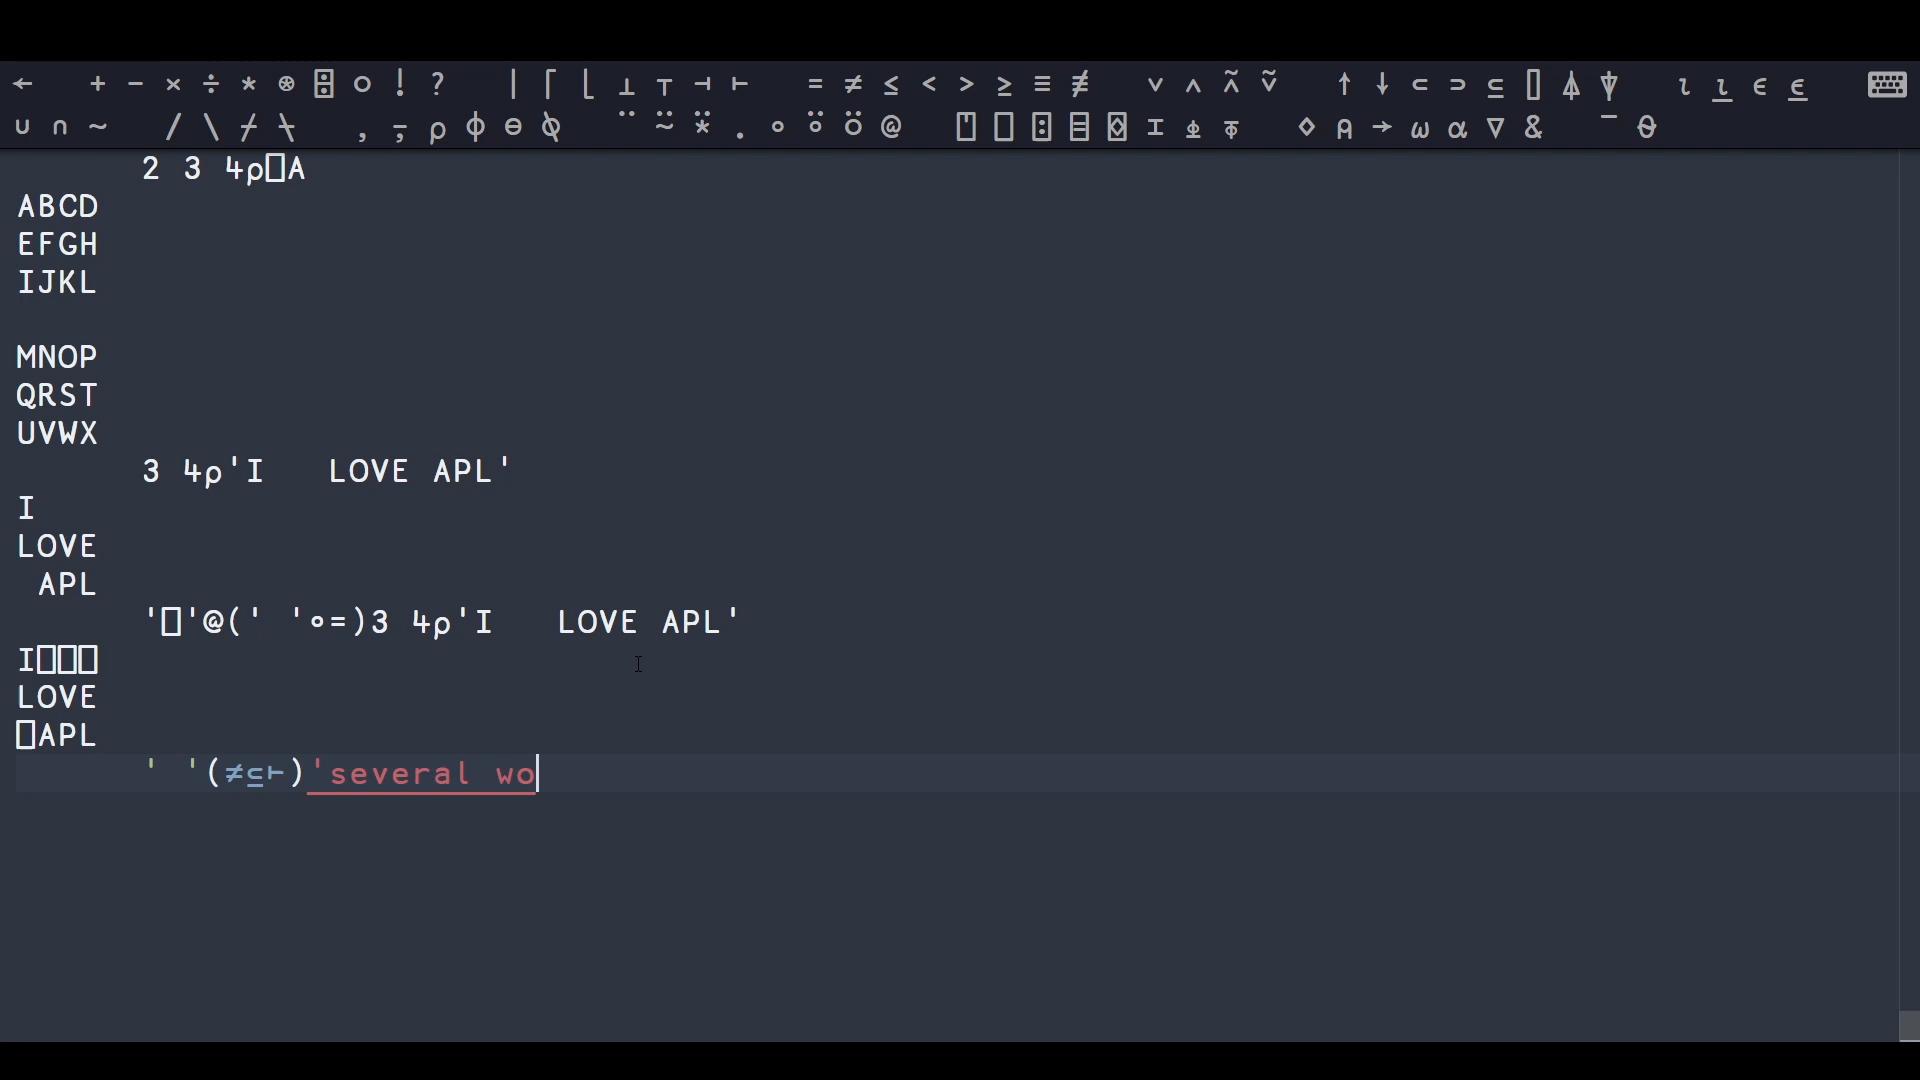 ← + - × ÷ * ⍟ ⌹ ○ ! ? | ⌈ ⌊ ⊥ ⊤ ⊣ ⊢ = ≠ ≤ < > ≥ ≡ ≢ ∨ ∧ ⍲ ⍱ ↑ ↓ ⊂ ⊃ ⊆ ⌷ ⍋ ⍒ ⍳ ⍸ ∊ ⍷
∪ ∩ ~ / \ ⌿ ⍀ , ⍪ ⍴ ⌽ ⊖ ⍉ ¨ ⍨ ⍣ . ∘ ⍤ ⍥ @ ⍞ ⎕ ⍠ ⌸ ⌺ ⌶ ⍎ ⍕ ⋄ ⍝ → ⍵ ⍺ ∇ & ¯ ⍬
      2 3 4⍴⎕A
ABCD
EFGH
IJKL
MNOP
QRST
UVWX
      3 4⍴'I   LOVE APL'
I
LOVE
 APL
      '⎕'@(' '∘=)3 4⍴'I   LOVE APL'
I⎕⎕⎕
LOVE
⎕APL
      ' '(≠⊆⊢)'several wo